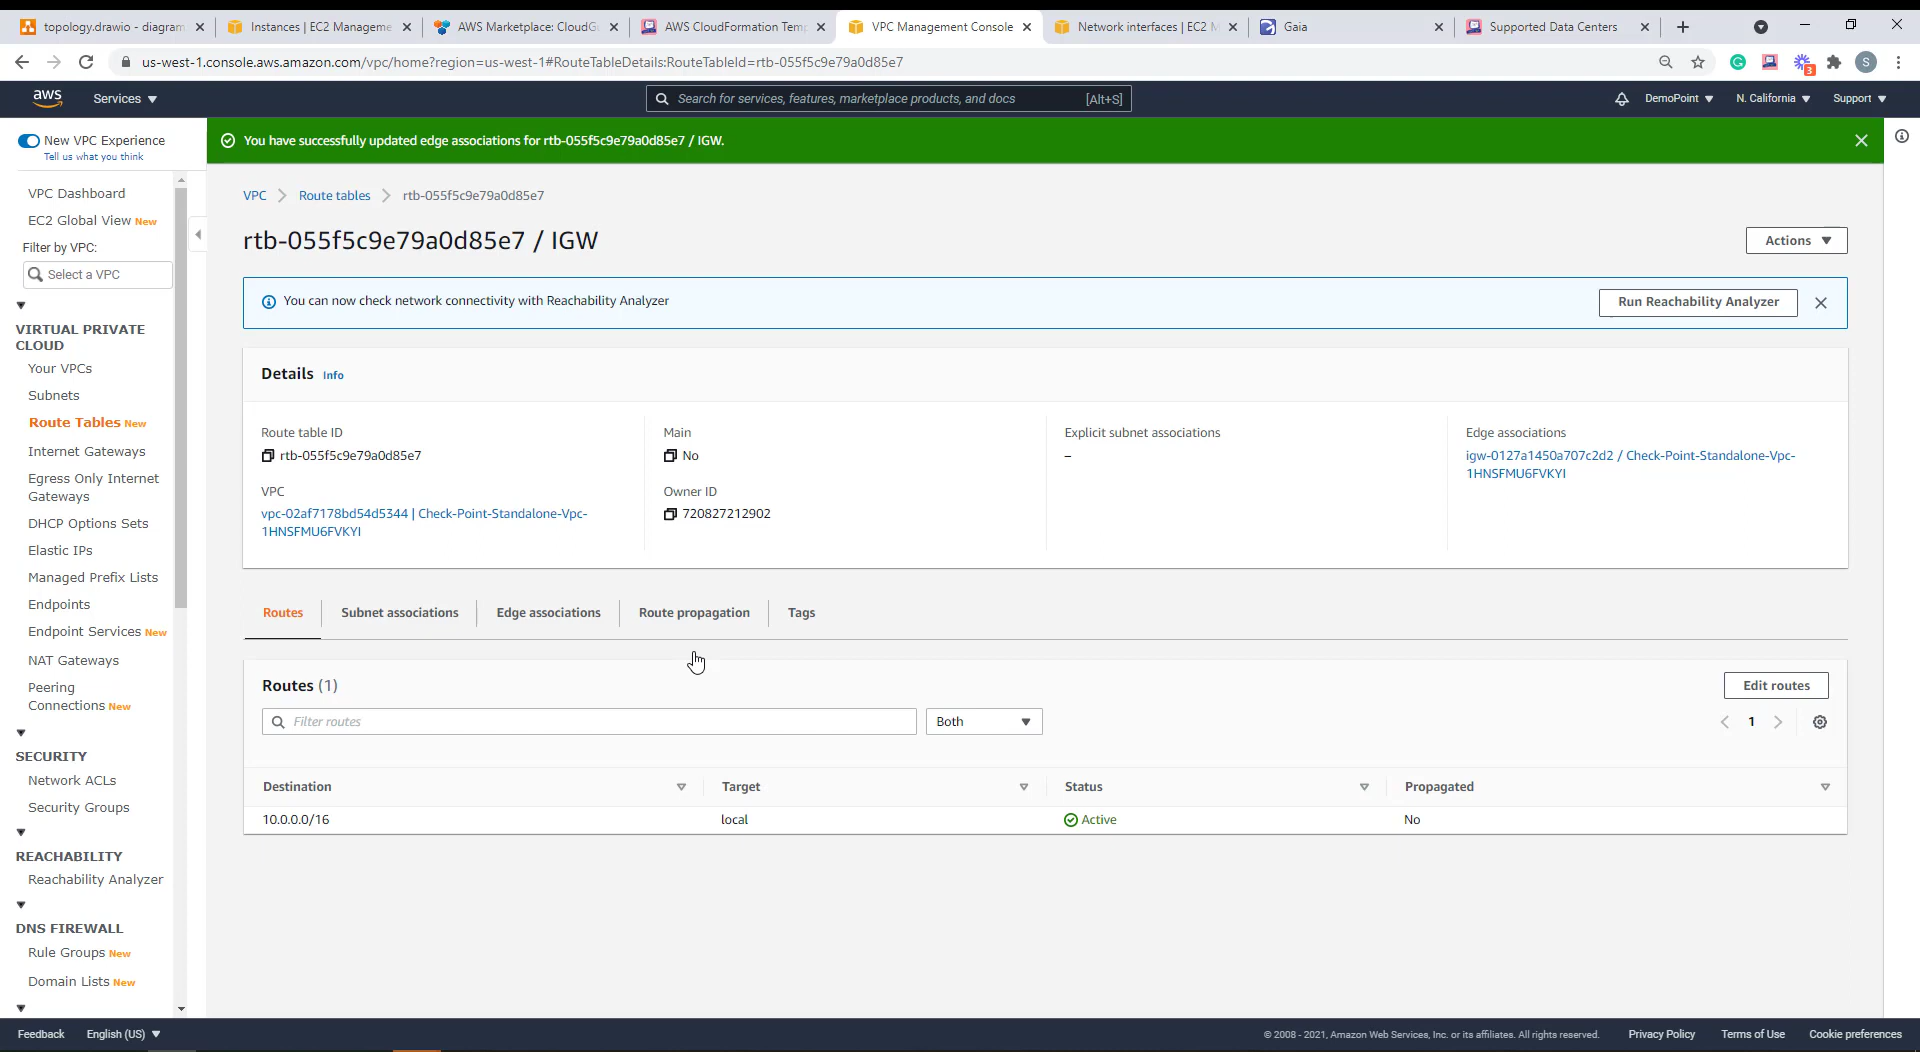 topology.drawio - diagram
Instances | EC2 Manageme
AWS Marketplace: CloudG
AWS CloudFormation Temp
VPC Management Console
Network interfaces | EC2 M
Gaia
Supported Data Centers
us-west-1.console.aws.amazon.com/vpc/home?region=us-west-1#RouteTableDetails:RouteTableId=rtb-055f5c9e79a0d85e7
3
S
aws
Services
Search for services, features, marketplace products, and docs
[Alt+S]
DemoPoint
N. California
Support
New VPC Experience
Tell us what you think
You have successfully updated edge associations for rtb-055f5c9e79a0d85e7 / IGW.
VPC Dashboard
EC2 Global View New
Filter by VPC:
Select a VPC
VIRTUAL PRIVATE
CLOUD
Your VPCs
Subnets
Route Tables New
Internet Gateways
Egress Only Internet
Gateways
DHCP Options Sets
Elastic IPs
Managed Prefix Lists
Endpoints
Endpoint Services New
NAT Gateways
Peering
Connections New
SECURITY
Network ACLs
Security Groups
REACHABILITY
Reachability Analyzer
DNS FIREWALL
Rule Groups New
Domain Lists New
VPC
Route tables
rtb-055f5c9e79a0d85e7
rtb-055f5c9e79a0d85e7 / IGW
Actions
You can now check network connectivity with Reachability Analyzer
Run Reachability Analyzer
Details Info
Route table ID
rtb-055f5c9e79a0d85e7
Main
No
Explicit subnet associations
–
Edge associations
igw-0127a1450a707c2d2 / Check-Point-Standalone-Vpc-
1HNSFMU6FVKYI
VPC
vpc-02af7178bd54d5344 | Check-Point-Standalone-Vpc-
1HNSFMU6FVKYI
Owner ID
720827212902
Routes
Subnet associations
Edge associations
Route propagation
Tags
Routes (1)
Edit routes
Filter routes
Both
1
Destination
Target
Status
Propagated
10.0.0.0/16
local
Active
No
Feedback
English (US)
© 2008 - 2021, Amazon Web Services, Inc. or its affiliates. All rights reserved.
Privacy Policy
Terms of Use
Cookie preferences